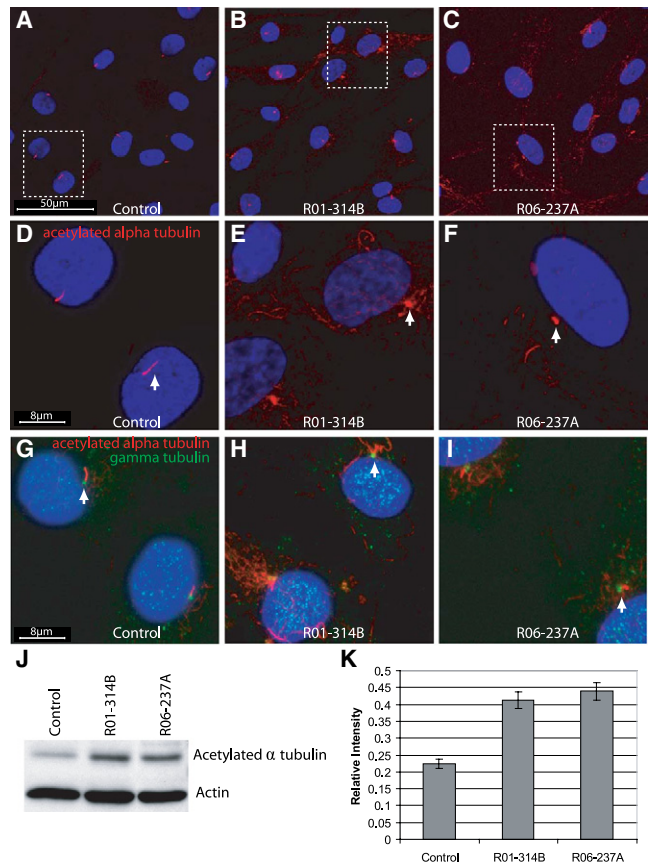 A
B
C
50µm
Control
R01-314B
R06-237A
D
acetylated alpha tubulin
E
F
8µm
Control
R01-314B
R06-237A
G
acetylated alpha tubulin
gamma tubulin
H
I
8µm
Control
R01-314B
R06-237A
J
Control
R01-314B
R06-237A
Acetylated α tubulin
Actin
K
Relative Intensity
0.5
0.45
0.4
0.35
0.3
0.25
0.2
0.15
0.1
0.05
0
Control
R01-314B
R06-237A